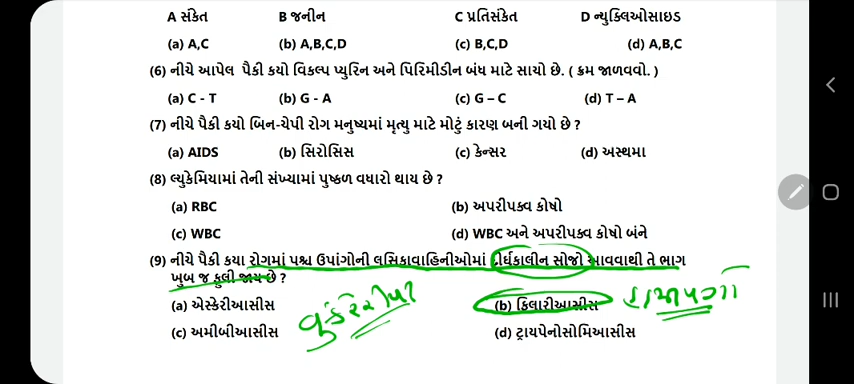 A સંકેત B જનીન C પ્રતિસંકેત D ન્યુક્લિઓસાઇડ
(a) A,C (b) A,B,C,D (c) B,C,D (d) A,B,C
(6) નીચે આપેલ પૈકી કયો વિકલ્પ પ્યુરિન અને પિરિમીડીન બંધ માટે સાચો છે. ( ક્રમ જાળવવો. )
(a) C - T (b) G - A (c) G – C (d) T – A
(7) નીચે પૈકી કયો બિન-ચેપી રોગ મનુષ્યમાં મૃત્યુ માટે મોટું કારણ બની ગયો છે ?
(a) AIDS (b) સિરોસિસ (c) કેન્સર (d) અસ્થમા
(8) લ્યુકેમિયામાં તેની સંખ્યામાં પુષ્કળ વધારો થાય છે ?
(a) RBC (b) અપરીપક્વ કોષો
(c) WBC (d) WBC અને અપરીપક્વ કોષો બંને
(9) નીચે પૈકી કયા રોગમાં પશ્ચ ઉપાંગોની લસિકાવાહિનીઓમાં દીર્ઘકાલીન સોજો આવવાથી તે ભાગ
ખુબ જ ફુલી જાય છે ?
(a) એસ્કેરીઆસીસ (b) ફિલારીઆસીસ હાથીપગો
વુકેરેરીયા
(c) અમીબીઆસીસ (d) ટ્રાયપેનોસોમિઆસીસ